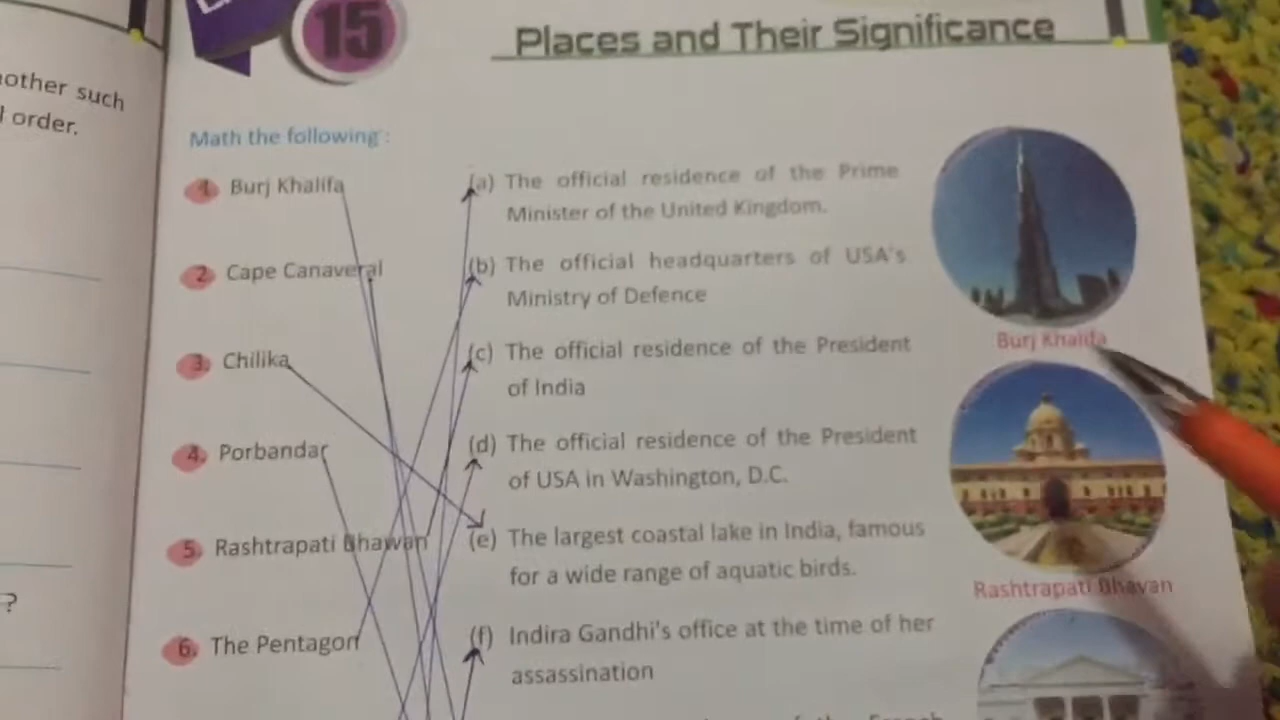 15
Places and Their Significance
other such
order.
?
Math the following :
1. Burj Khalifa
2. Cape Canaveral
3. Chilika
4. Porbandar
5. Rashtrapati Bhawan
6. The Pentagon
(a) The official residence of the Prime
Minister of the United Kingdom.
(b) The official headquarters of USA's
Ministry of Defence
(c) The official residence of the President
of India
(d) The official residence of the President
of USA in Washington, D.C.
(e) The largest coastal lake in India, famous
for a wide range of aquatic birds.
(f) Indira Gandhi's office at the time of her
assassination
Burj Khalifa
Rashtrapati Bhavan